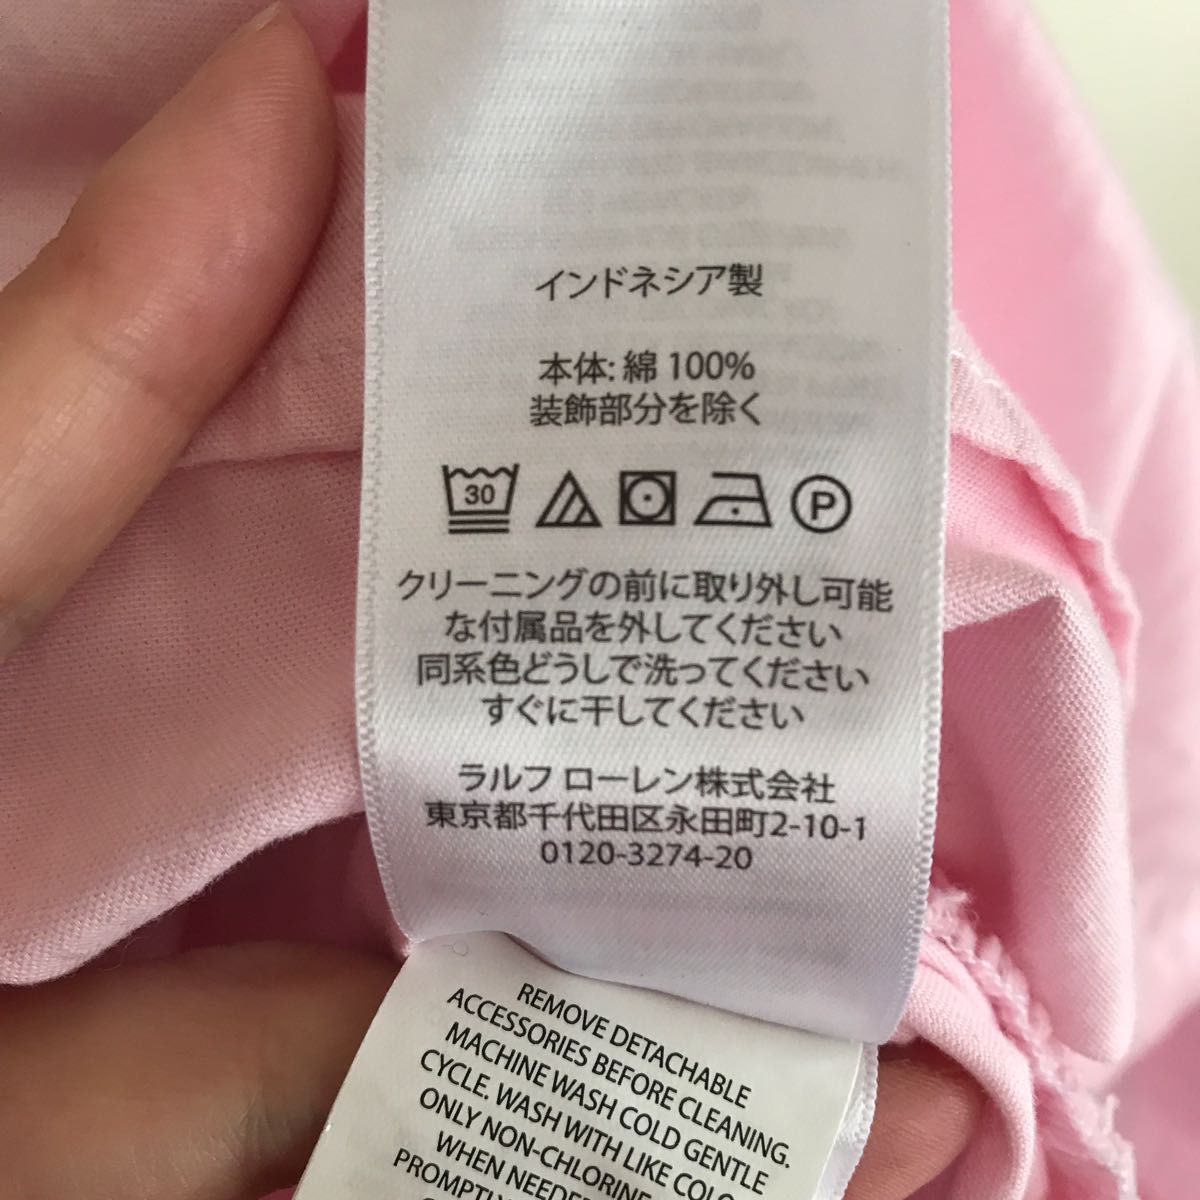 インドネシア製
本体: 綿 100%
装飾部分を除く
30 P
クリーニングの前に取り外し可能
な付属品を外してください
同系色どうしで洗ってください
すぐに干してください
ラルフ ローレン株式会社
東京都千代田区永田町2-10-1
0120-3274-20
REMOVE DETACHABLE
ACCESSORIES BEFORE CLEANING.
MACHINE WASH COLD GENTLE
CYCLE. WASH WITH LIKE COLO
ONLY NON-CHLORINE
WHEN NEEDE
PROMPTLY